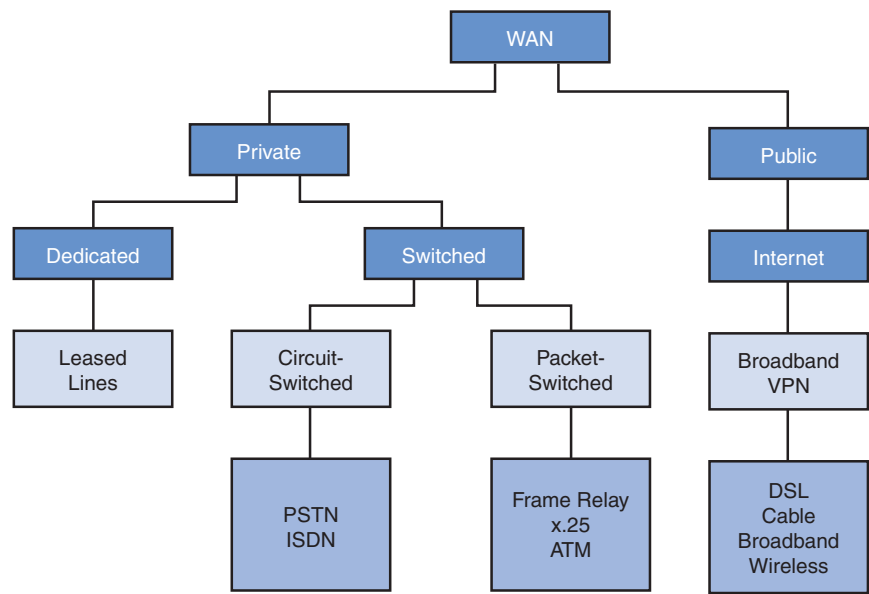 WAN
Private
Public
Dedicated
Switched
Internet
Leased
Lines
Circuit-
Switched
Packet-
Switched
Broadband
VPN
PSTN
ISDN
Frame Relay
x.25
ATM
DSL
Cable
Broadband
Wireless